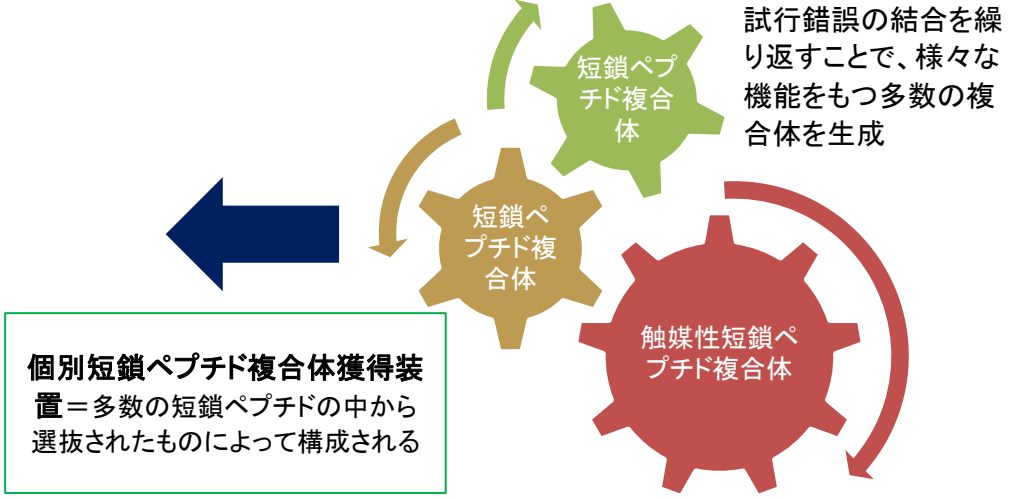 試行錯誤の結合を繰
り返すことで、様々な
機能をもつ多数の複
合体を生成
短鎖ペプ
チド複合
体
短鎖ペ
プチド複
合体
触媒性短鎖ペ
プチド複合体
個別短鎖ペプチド複合体獲得装
置＝多数の短鎖ペプチドの中から
選抜されたものによって構成される